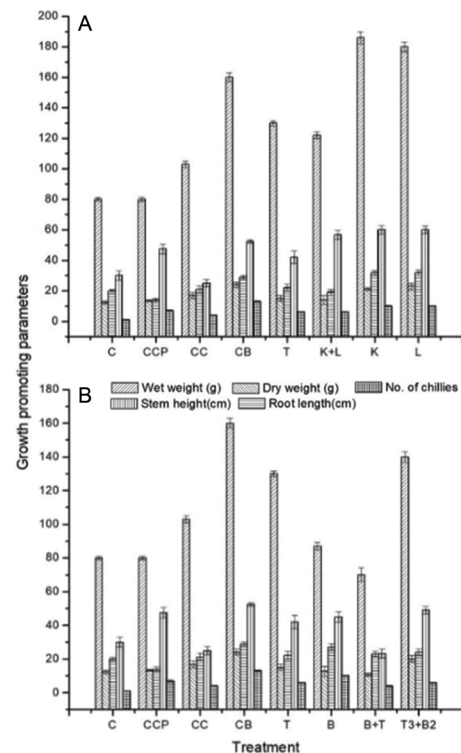 A
200
180
160
140
120
100
80
60
40
20
0
C CCP CC CB T K+L K L
Growth promoting parameters
Wet weight (g) Dry weight (g) No. of chillies
Stem height(cm) Root length(cm)
B
180
160
140
120
100
80
60
40
20
0
C CCP CC CB T B B+T T3+B2
Treatment